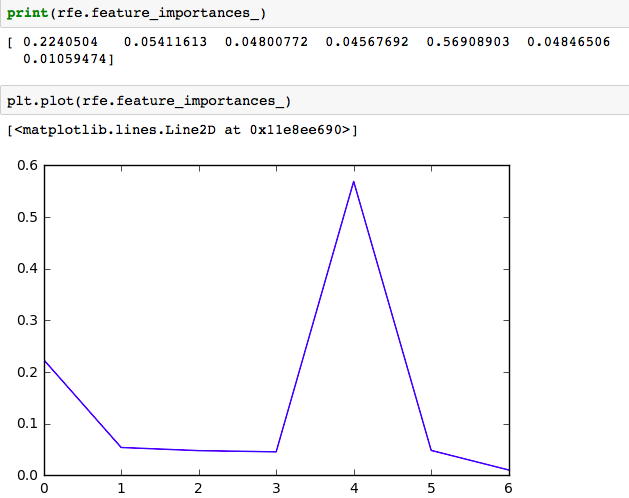 print(rfe.feature_importances_)
[ 0.2240504 0.05411613 0.04800772 0.04567692 0.56908903 0.04846506
0.01059474]
plt.plot(rfe.feature_importances_)
[<matplotlib.lines.Line2D at 0x11e8ee690>]
0.6
0.5
0.4
0.3
0.2
0.1
0.0
0 1 2 3 4 5 6